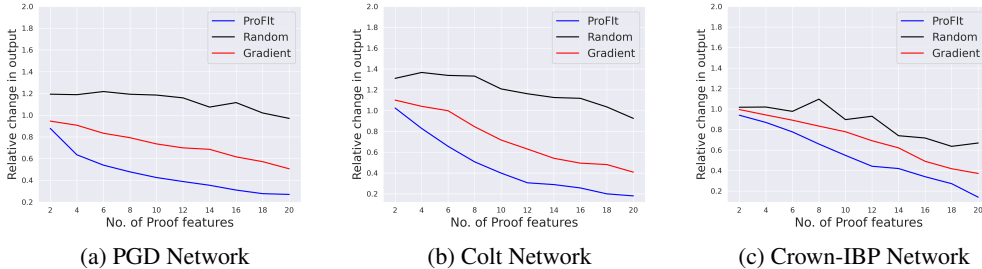 2.0
1.8
1.6
1.4
1.2
1.0
0.8
0.6
0.4
0.2
Relative change in output
ProFIt
Random
Gradient
2 4 6 8 10 12 14 16 18 20
No. of Proof features
(a) PGD Network
2.0
1.8
1.6
1.4
1.2
1.0
0.8
0.6
0.4
0.2
Relative change in output
ProFIt
Random
Gradient
2 4 6 8 10 12 14 16 18 20
No. of Proof features
(b) Colt Network
2.0
1.8
1.6
1.4
1.2
1.0
0.8
0.6
0.4
0.2
Relative change in output
ProFIt
Random
Gradient
2 4 6 8 10 12 14 16 18 20
No. of Proof features
(c) Crown-IBP Network